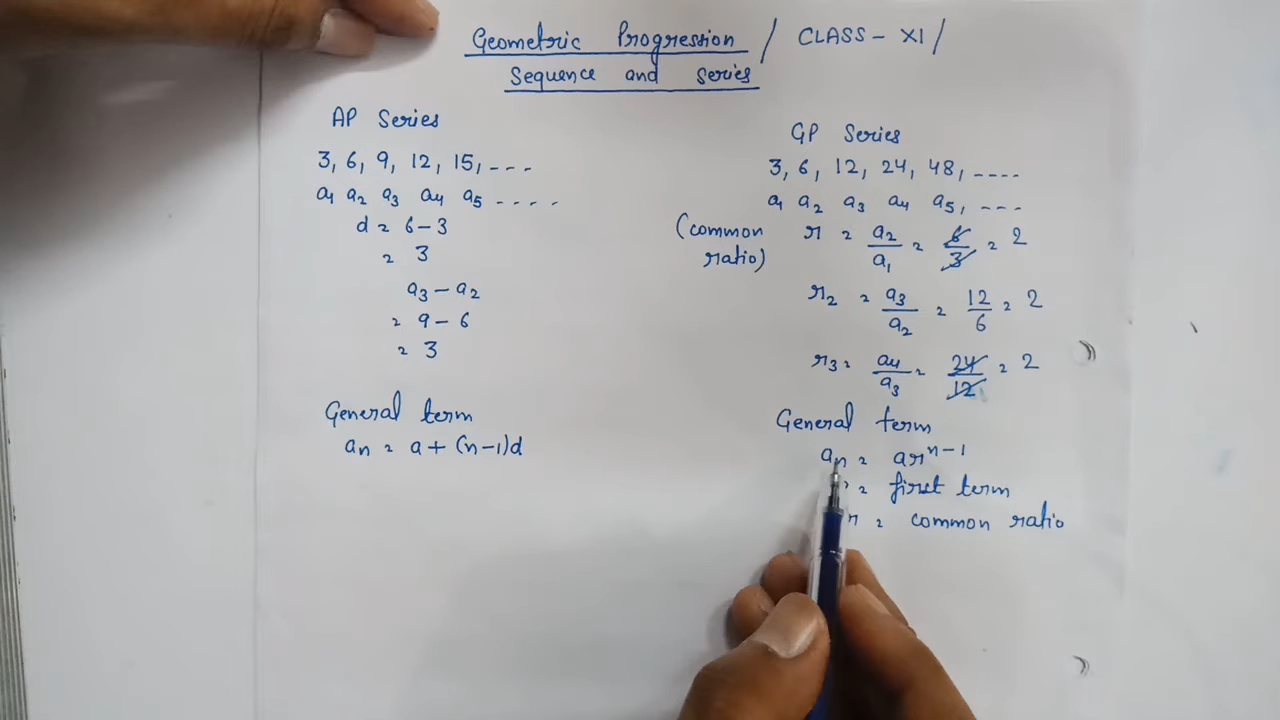 Geometric Progression / CLASS - XI /
Sequence and Series
AP Series
3, 6, 9, 12, 15, ---
a1 a2 a3 a4 a5 ----
d = 6-3
= 3
a3 - a2
= 9 - 6
= 3
General term
an = a + (n-1)d
GP Series
3, 6, 12, 24, 48, ----
a1 a2 a3 a4 a5, ---
(common ratio) r = a2/a1 = 6/3 = 2
r2 = a3/a2 = 12/6 = 2
r3 = a4/a3 = 24/12 = 2
General term
an = ar^n-1
= first term
r = common ratio